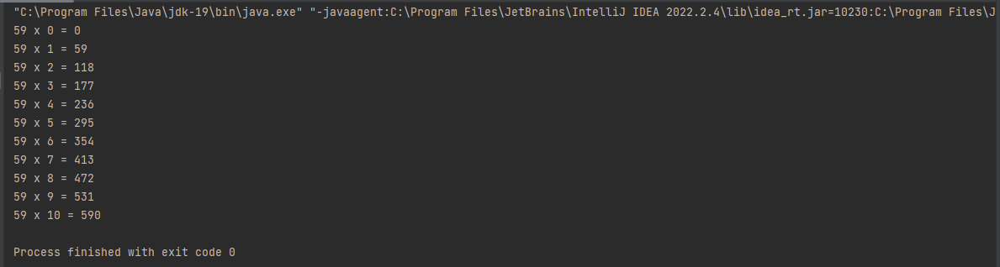 "C:\Program Files\Java\jdk-19\bin\java.exe" "-javaagent:C:\Program Files\JetBrains\IntelliJ IDEA 2022.2.4\lib\idea_rt.jar=10230:C:\Program Files\J
59 x 0 = 0
59 x 1 = 59
59 x 2 = 118
59 x 3 = 177
59 x 4 = 236
59 x 5 = 295
59 x 6 = 354
59 x 7 = 413
59 x 8 = 472
59 x 9 = 531
59 x 10 = 590
Process finished with exit code 0